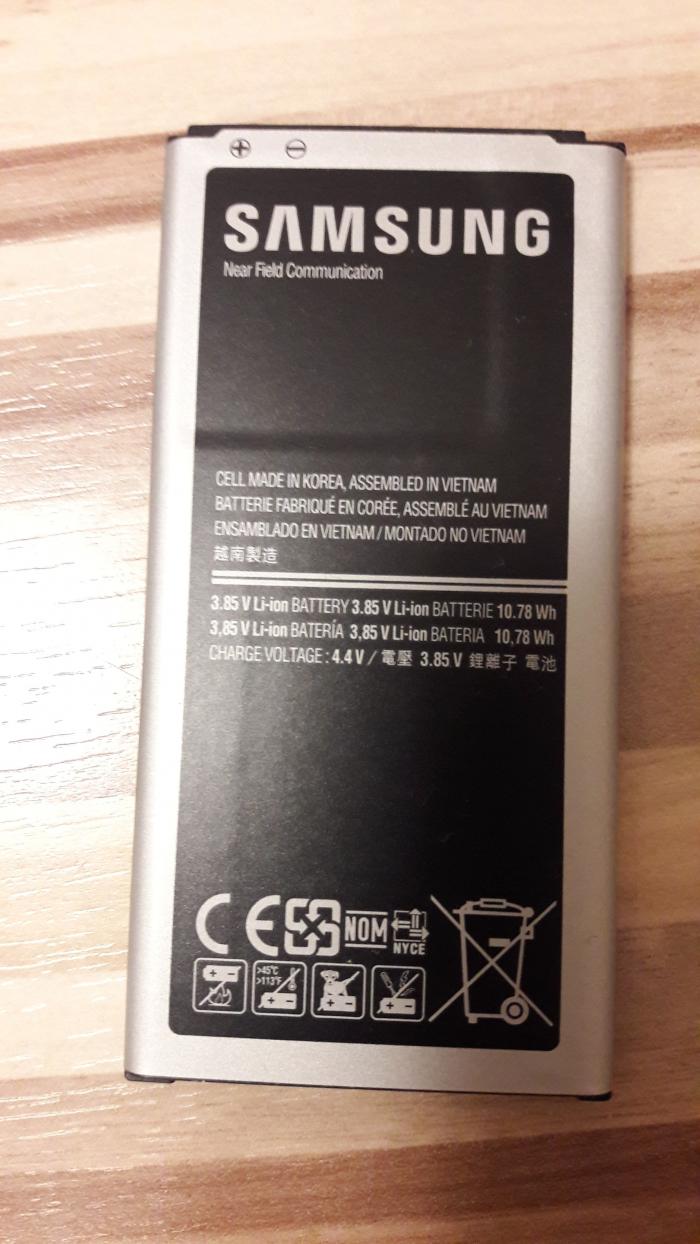 SAMSUNG
Near Field Communication
CELL MADE IN KOREA, ASSEMBLED IN VIETNAM
BATTERIE FABRIQUÉ EN CORÉE, ASSEMBLÉ AU VIETNAM
ENSAMBLADO EN VIETNAM / MONTADO NO VIETNAM
越南製造
3.85 V Li-ion BATTERY 3.85 V Li-ion BATTERIE 10.78 Wh
3,85 V Li-ion BATERÍA 3,85 V Li-ion BATERIA 10,78 Wh
CHARGE VOLTAGE : 4.4 V / 電壓 3.85 V 鋰離子 電池
CE NOM NYCE
>45°C
>113°F